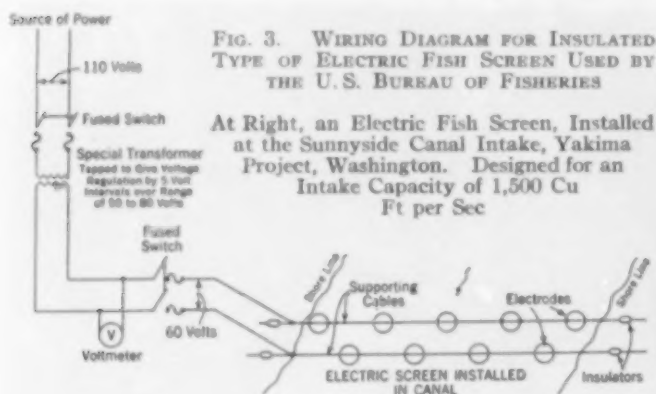 Source of Power
110 Volts
Fused Switch
Special Transformer
Tapped to Give Voltage
Regulation by 5 Volt
Intervals over Range
of 50 to 80 Volts
FIG. 3. WIRING DIAGRAM FOR INSULATED
TYPE OF ELECTRIC FISH SCREEN USED BY
THE U. S. BUREAU OF FISHERIES
At Right, an Electric Fish Screen, Installed
at the Sunnyside Canal Intake, Yakima
Project, Washington. Designed for an
Intake Capacity of 1,500 Cu
Ft per Sec
Fused
Switch
60 Volts
V
Voltmeter
Shore Line
Supporting
Cables
Electrodes
Shore Line
Insulators
ELECTRIC SCREEN INSTALLED
IN CANAL